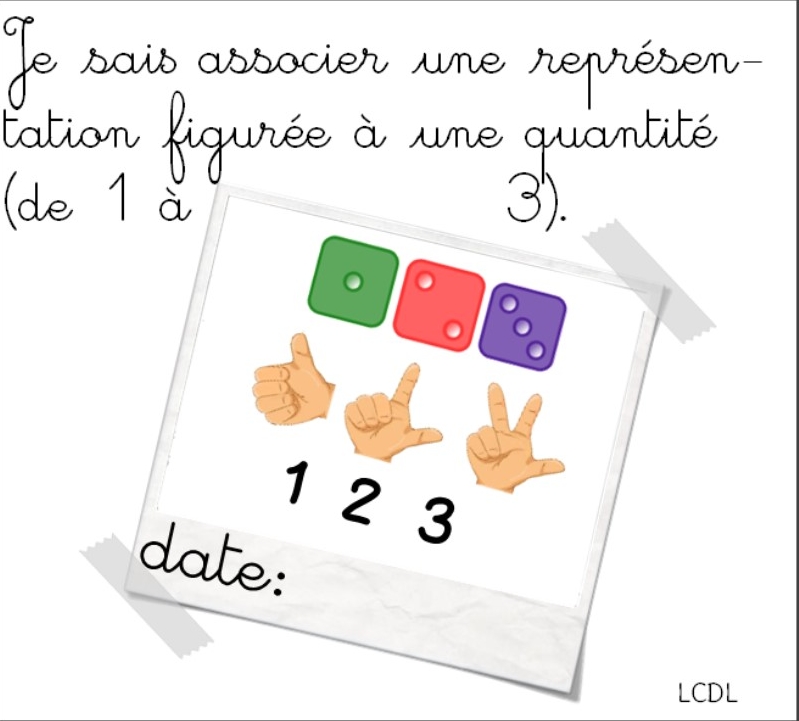 Je sais associer une représen-
tation figurée à une quantité
(de 1 à 3).
1 2 3
date:
LCDL